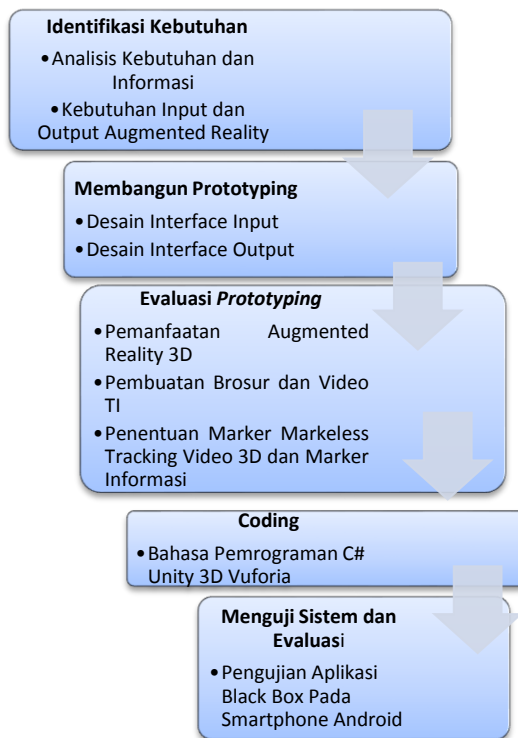 Identifikasi Kebutuhan
•Analisis Kebutuhan dan
Informasi
•Kebutuhan Input dan
Output Augmented Reality
Membangun Prototyping
•Desain Interface Input
•Desain Interface Output
Evaluasi Prototyping
•Pemanfaatan Augmented
Reality 3D
•Pembuatan Brosur dan Video
TI
•Penentuan Marker Markeless
Tracking Video 3D dan Marker
Informasi
Coding
•Bahasa Pemrograman C#
Unity 3D Vuforia
Menguji Sistem dan
Evaluasi
•Pengujian Aplikasi
Black Box Pada
Smartphone Android